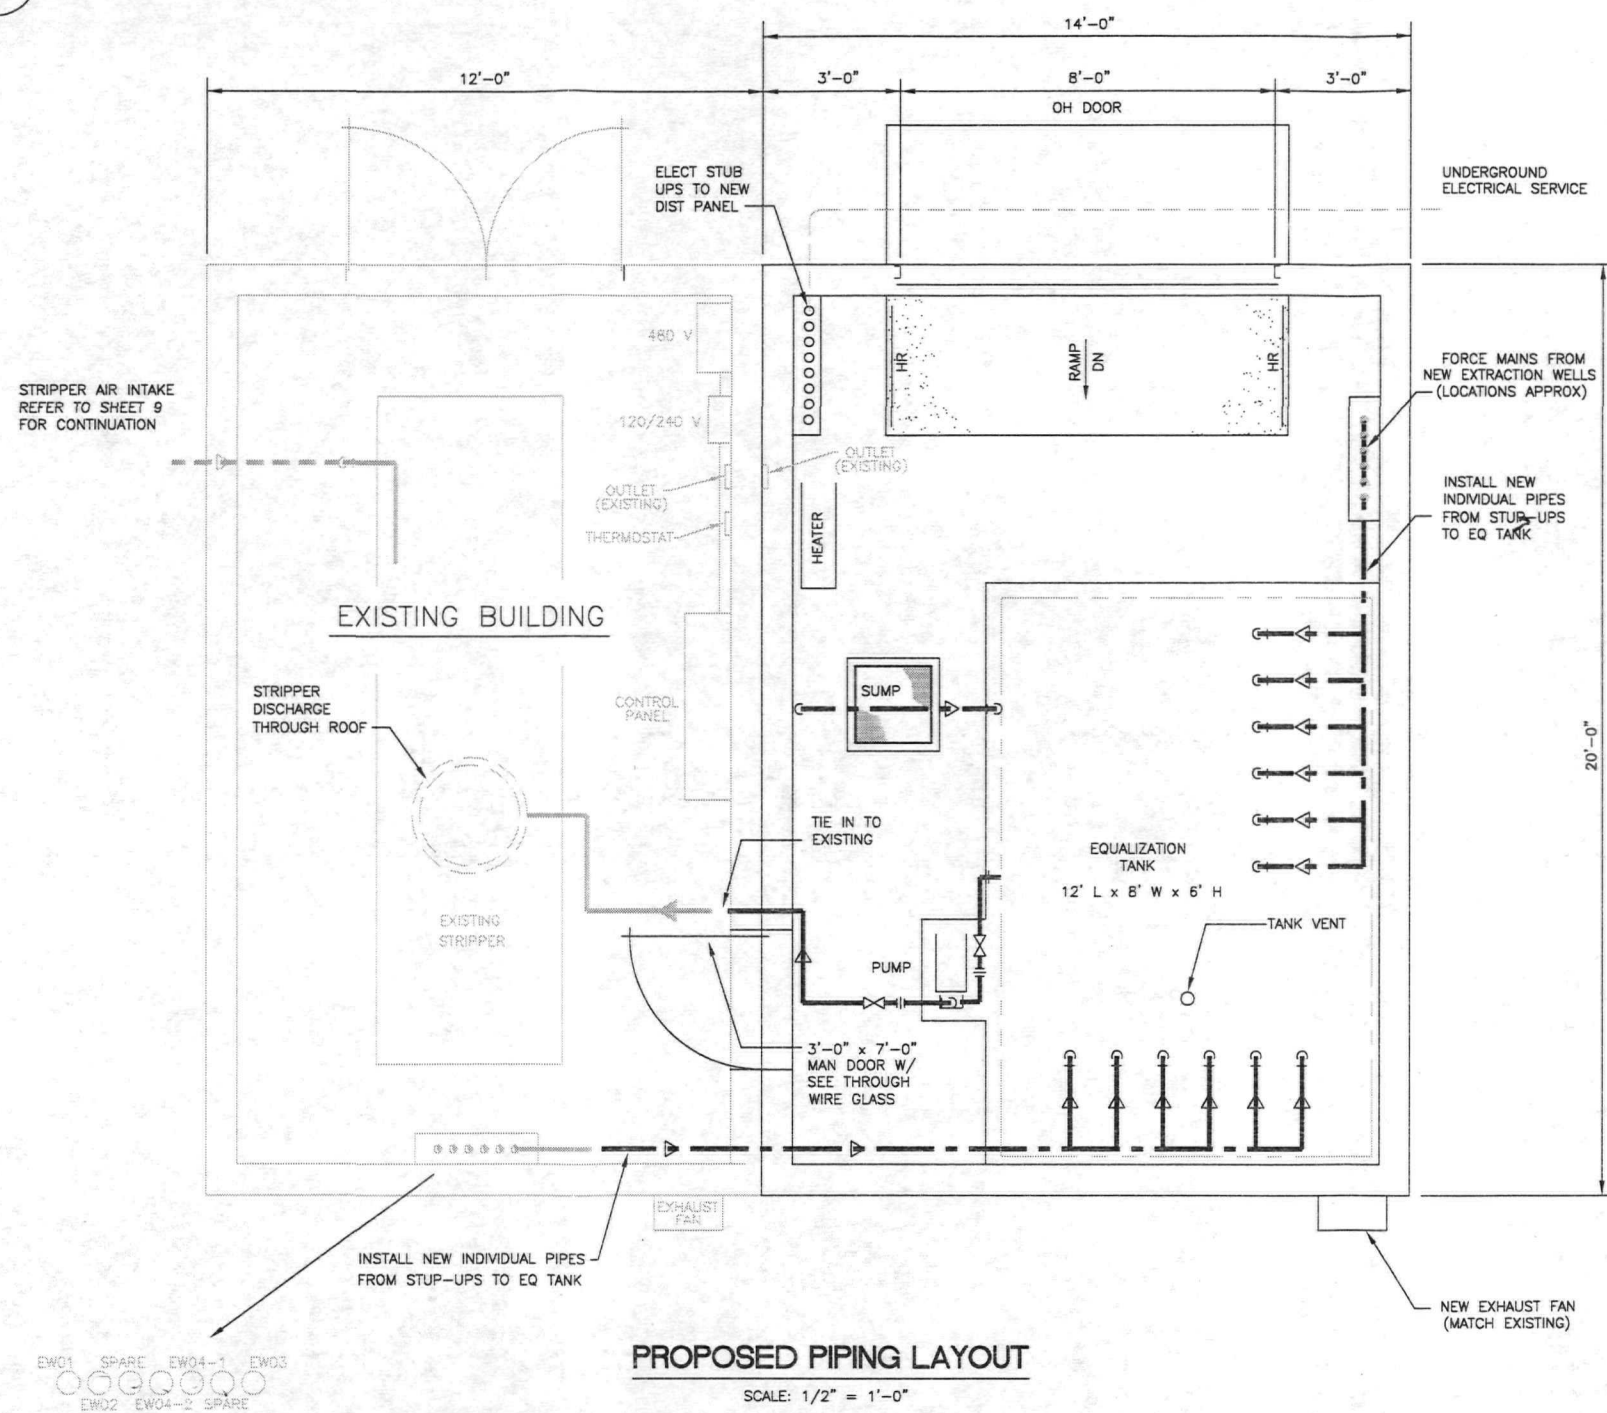 14'-0"
12'-0"
3'-0"
8'-0"
3'-0"
OH DOOR
ELECT STUB
UPS TO NEW
DIST PANEL
UNDERGROUND
ELECTRICAL SERVICE
480 V
HR
RAMP
DN
HR
STRIPPER AIR INTAKE
REFER TO SHEET 9
FOR CONTINUATION
120/240 V
FORCE MAINS FROM
NEW EXTRACTION WELLS
(LOCATIONS APPROX)
OUTLET
(EXISTING)
OUTLET
(EXISTING)
THERMOSTAT
HEATER
INSTALL NEW
INDIVIDUAL PIPES
FROM STUP-UPS
TO EQ TANK
EXISTING BUILDING
STRIPPER
DISCHARGE
THROUGH ROOF
CONTROL
PANEL
SUMP
20'-0"
TIE IN TO
EXISTING
EQUALIZATION
TANK
12' L x 8' W x 6' H
EXISTING
STRIPPER
TANK VENT
PUMP
3'-0" x 7'-0"
MAN DOOR W/
SEE THROUGH
WIRE GLASS
EXHAUST
FAN
INSTALL NEW INDIVIDUAL PIPES
FROM STUP-UPS TO EQ TANK
NEW EXHAUST FAN
(MATCH EXISTING)
EW01 SPARE EW04-1 EW03
EW02 EW04-2 SPARE
PROPOSED PIPING LAYOUT
SCALE: 1/2" = 1'-0"